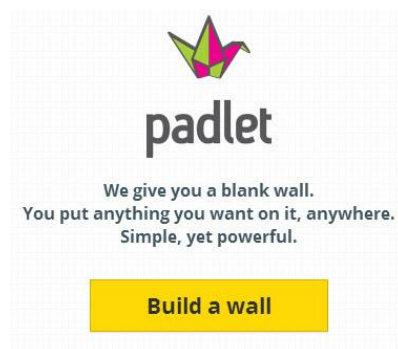 padlet
We give you a blank wall.
You put anything you want on it, anywhere.
Simple, yet powerful.
Build a wall